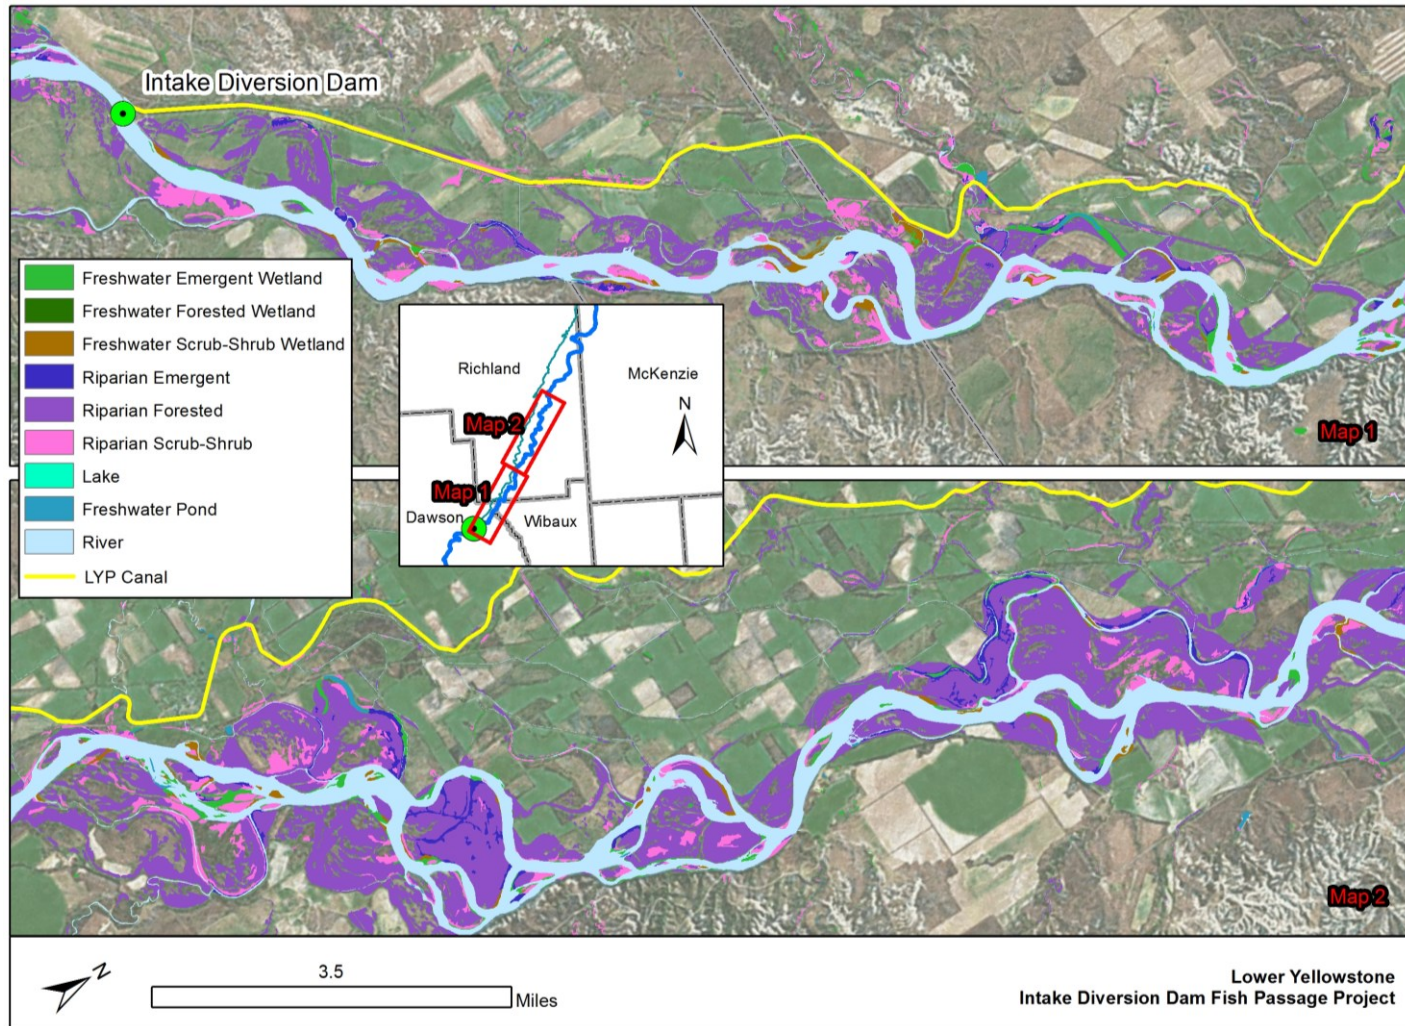 Intake Diversion Dam
Freshwater Emergent Wetland
Freshwater Forested Wetland
Freshwater Scrub-Shrub Wetland
Riparian Emergent
Riparian Forested
Riparian Scrub-Shrub
Lake
Freshwater Pond
River
LYP Canal
Richland
McKenzie
N
Map 2
Map 1
Dawson
Wibaux
Map 1
Map 2
N
3.5
Miles
Lower Yellowstone
Intake Diversion Dam Fish Passage Project